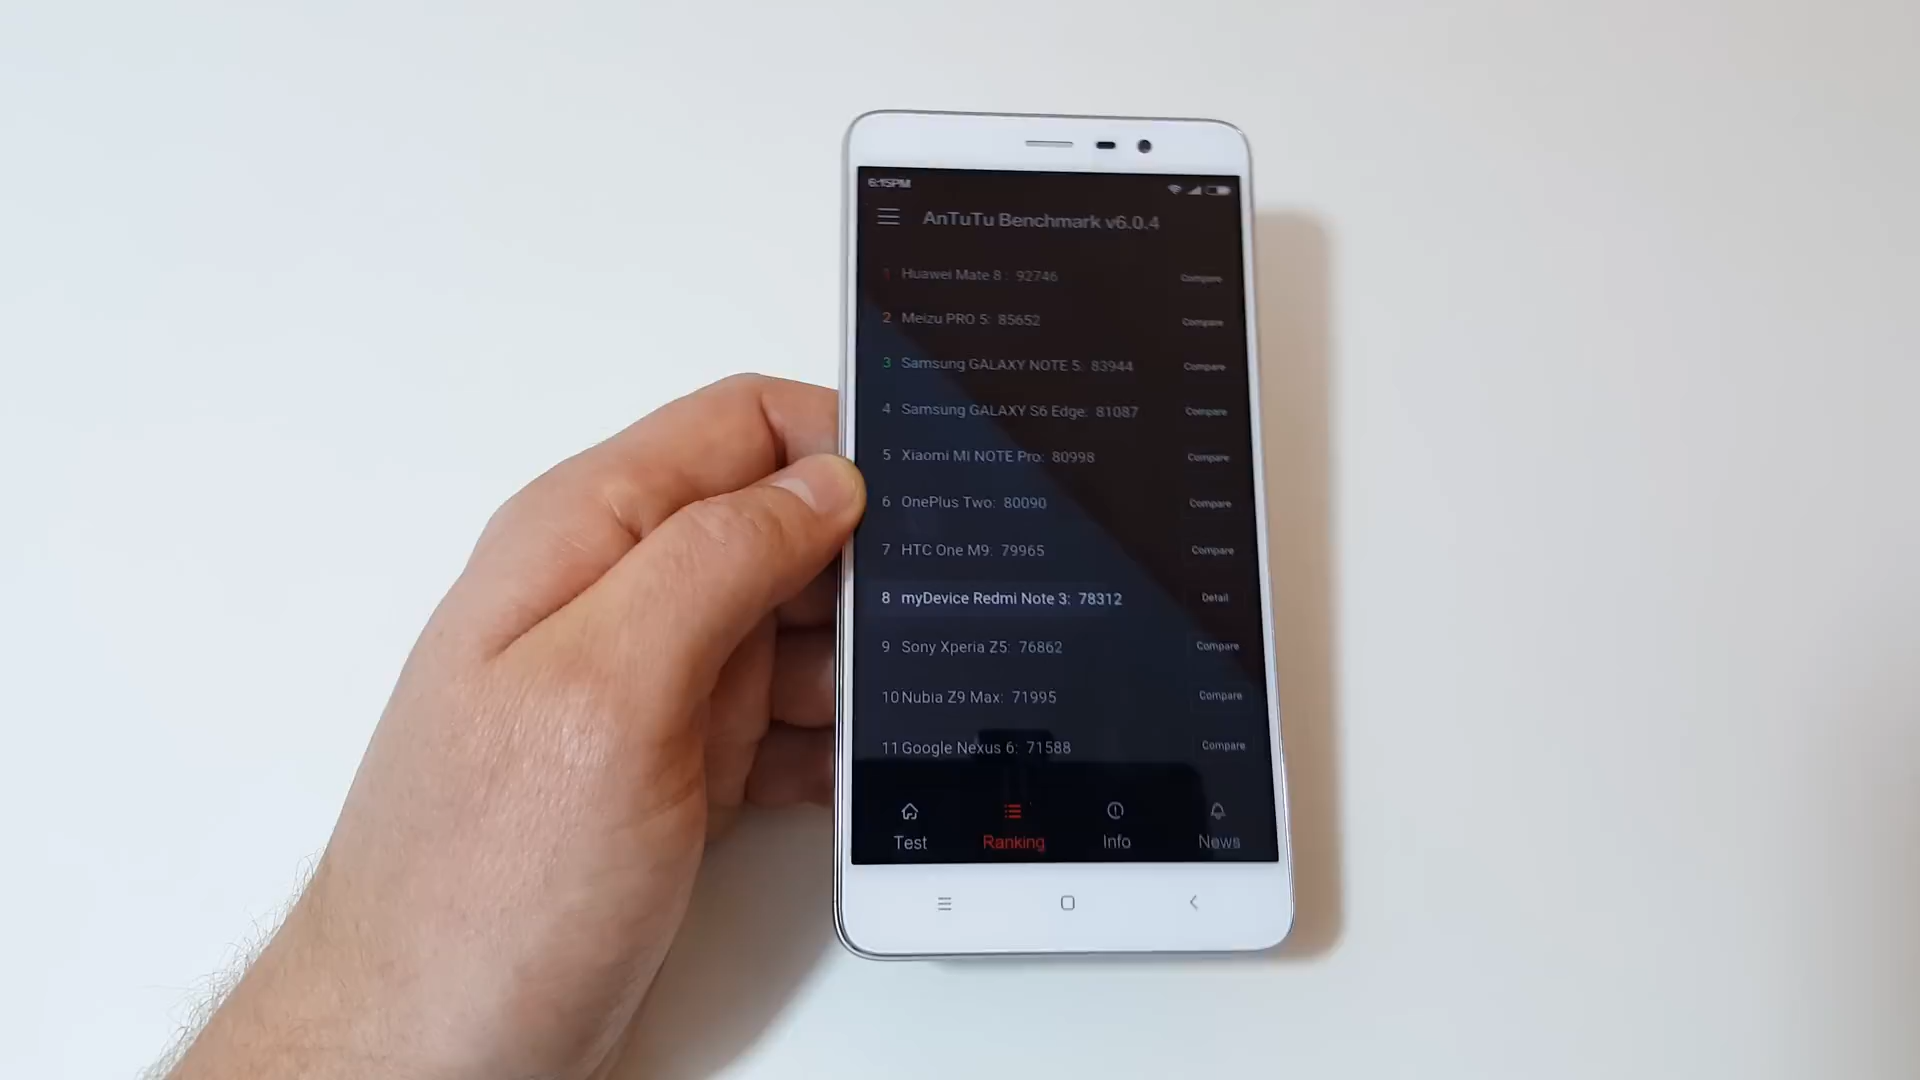 6:15PM
AnTuTu Benchmark v6.0.4
1 Huawei Mate 8: 92746 Compare
2 Meizu PRO 5: 85652 Compare
3 Samsung GALAXY NOTE 5: 83944 Compare
4 Samsung GALAXY S6 Edge: 81087 Compare
5 Xiaomi MI NOTE Pro: 80998 Compare
6 OnePlus Two: 80090 Compare
7 HTC One M9: 79965 Compare
8 myDevice Redmi Note 3: 78312 Detail
9 Sony Xperia Z5: 76862 Compare
10 Nubia Z9 Max: 71995 Compare
11 Google Nexus 6: 71588 Compare
Test Ranking Info News